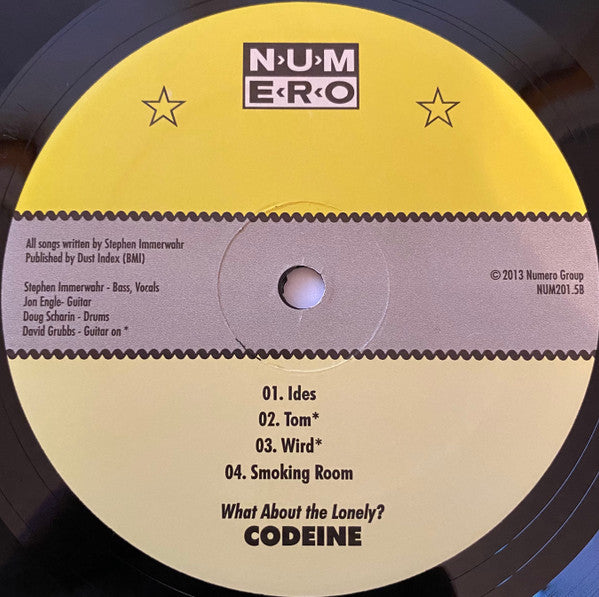 N›U›M
E‹R‹O
All songs written by Stephen Immerwahr
Published by Dust Index (BMI)
Stephen Immerwahr - Bass, Vocals
Jon Engle- Guitar
Doug Scharin - Drums
David Grubbs - Guitar on *
© 2013 Numero Group
NUM201.5B
01. Ides
02. Tom*
03. Wird*
04. Smoking Room
What About the Lonely?
CODEINE